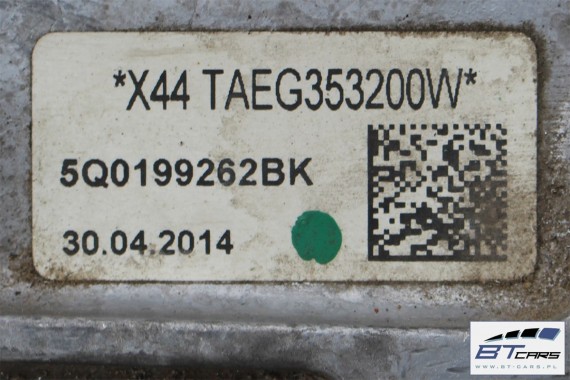 *X44 TAEG353200W*
5Q0199262BK
30.04.2014
BT CARS
WWW.BT-CARS.PL